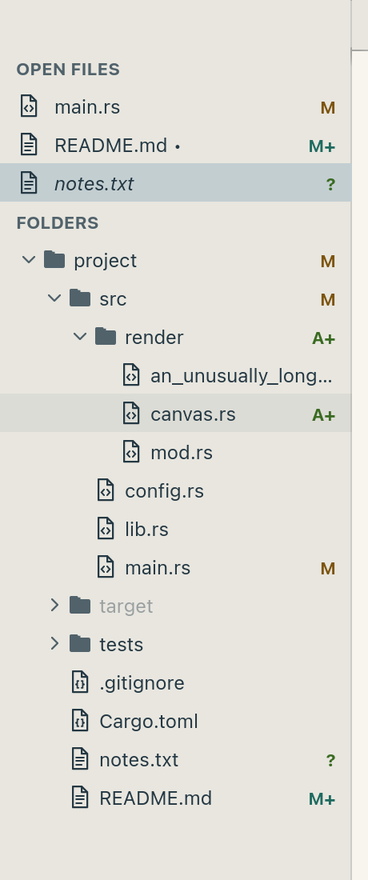 OPEN FILES
main.rs M
README.md • M+
notes.txt ?
FOLDERS
project M
src M
render A+
an_unusually_long...
canvas.rs A+
mod.rs
config.rs
lib.rs
main.rs M
target
tests
.gitignore
Cargo.toml
notes.txt ?
README.md M+